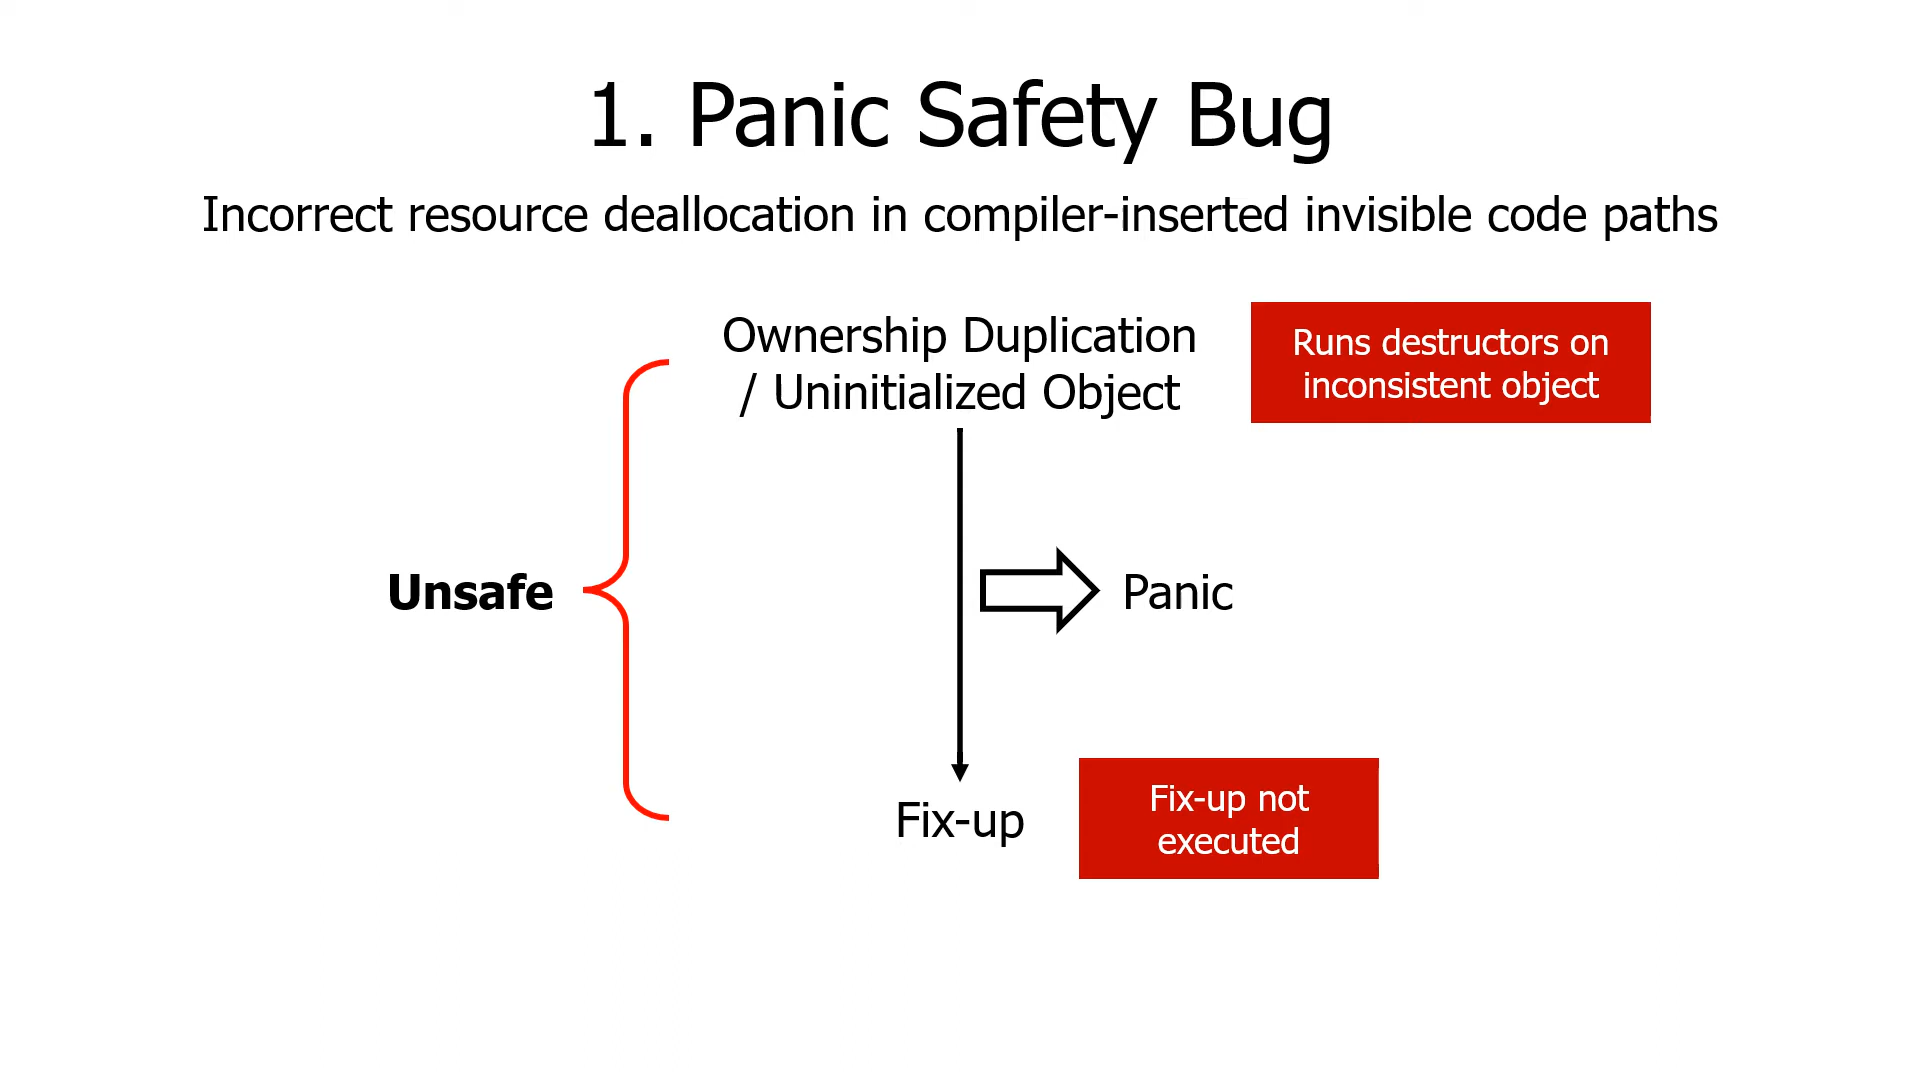 1. Panic Safety Bug
Incorrect resource deallocation in compiler-inserted invisible code paths
Ownership Duplication
/ Uninitialized Object
Runs destructors on
inconsistent object
Unsafe
Panic
Fix-up
Fix-up not
executed